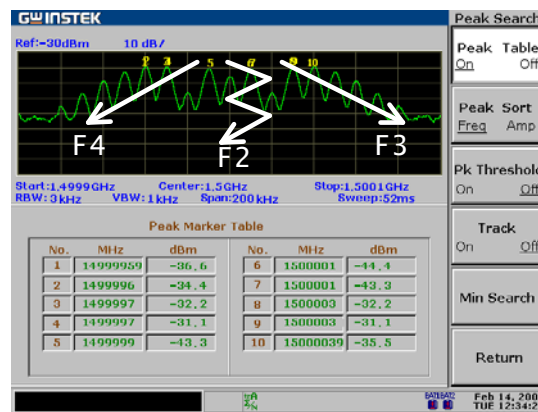 GWINSTEK
Peak Search
Ref:-30dBm 10 dB/
Peak Table
On Off
2 3 5 6 7 9 10
Peak Sort
Freq Amp
F4 F2 F3
Pk Threshold
On Off
Start:1.4999GHz Center:1.5GHz Stop:1.5001GHz
RBW:3kHz VBW:1kHz Span:200kHz Sweep:52ms
Peak Marker Table
Track
On Off
No. MHz dBm No. MHz dBm
1 14999959 -36.6 6 1500001 -44.4
2 1499996 -34.4 7 1500001 -43.3
3 1499997 -32.2 8 1500003 -32.2
4 1499997 -31.1 9 1500003 -31.1
5 1499999 -43.3 10 15000039 -35.5
Min Search
Return
BAT1 BAT2
Feb 14, 200
TUE 12:34:2